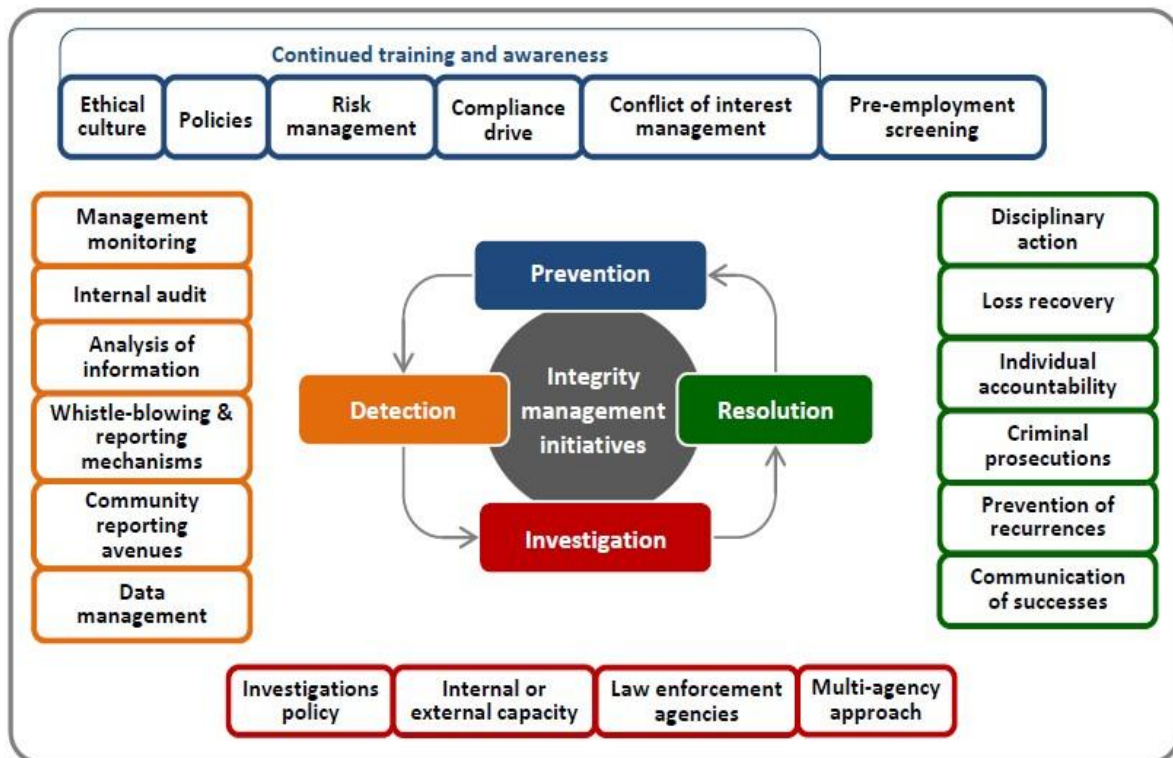 Continued training and awareness
Ethical
culture
Policies
Risk
management
Compliance
drive
Conflict of interest
management
Pre-employment
screening
Management
monitoring
Internal audit
Analysis of
information
Whistle-blowing &
reporting
mechanisms
Community
reporting
avenues
Data
management
Prevention
Detection
Integrity
management
initiatives
Resolution
Investigation
Disciplinary
action
Loss recovery
Individual
accountability
Criminal
prosecutions
Prevention of
recurrences
Communication
of successes
Investigations
policy
Internal or
external capacity
Law enforcement
agencies
Multi-agency
approach